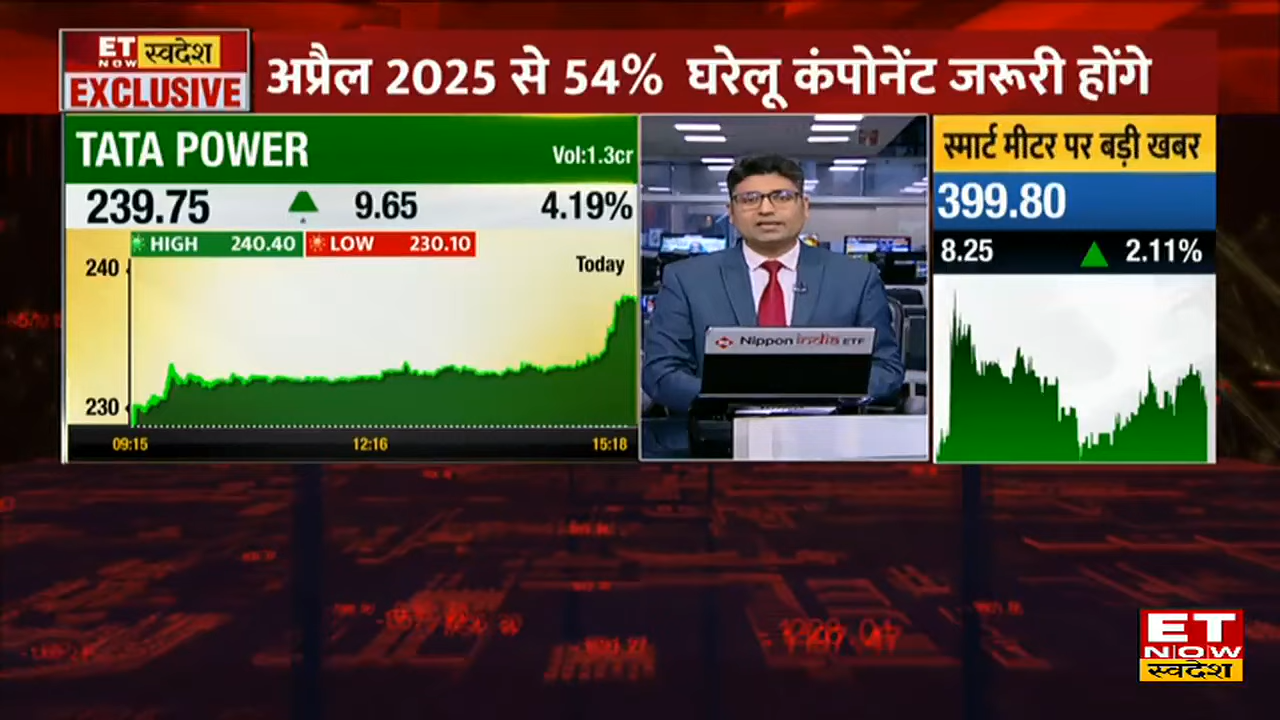 ET NOW स्वदेश
EXCLUSIVE
अप्रैल 2025 से 54% घरेलू कंपोनेंट जरूरी होंगे
TATA POWER
Vol:1.3cr
239.75 9.65 4.19%
HIGH 240.40 LOW 230.10
Today
240
230
09:15 12:16 15:18
Nippon india ETF
स्मार्ट मीटर पर बड़ी खबर
399.80
8.25 2.11%
ET
NOW
स्वदेश